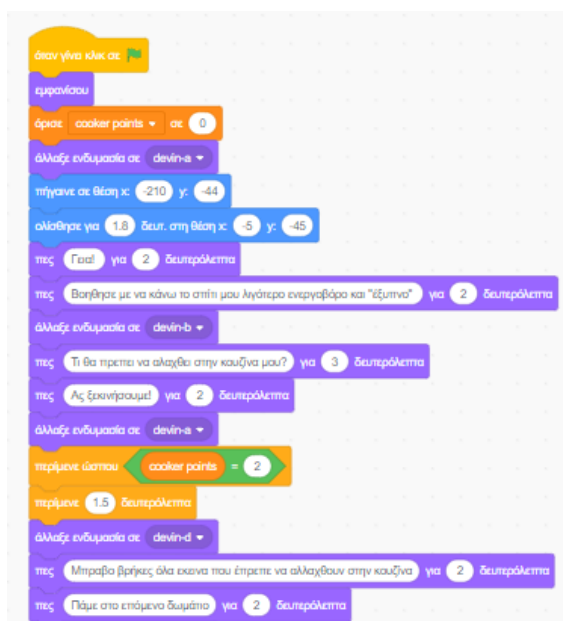 όταν γίνει κλικ σε
εμφανίσου
όρισε cooker points σε 0
άλλαξε ενδυμασία σε devin-a
πήγαινε σε θέση x: -210 y: -44
ολίσθησε για 1.8 δευτ. στη θέση x: -5 y: -45
πες Γεια! για 2 δευτερόλεπτα
πες Βοηθησε με να κάνω το σπίτι μου λιγότερο ενεργοβόρο και "έξυπνο" για 2 δευτερόλεπτα
άλλαξε ενδυμασία σε devin-b
πες Τι θα πρεπει να αλαχθει στην κουζίνα μου? για 3 δευτερόλεπτα
πες Ας ξεκινήσουμε! για 2 δευτερόλεπτα
άλλαξε ενδυμασία σε devin-a
περίμενε ώσπου cooker points = 2
περίμενε 1.5 δευτερόλεπτα
άλλαξε ενδυμασία σε devin-d
πες Μπραβο βρήκες όλα εκεινα που έπρεπε να αλλαχθουν στην κουζίνα για 2 δευτερόλεπτα
πες Πάμε στο επόμενο δωμάτιο για 2 δευτερόλεπτα